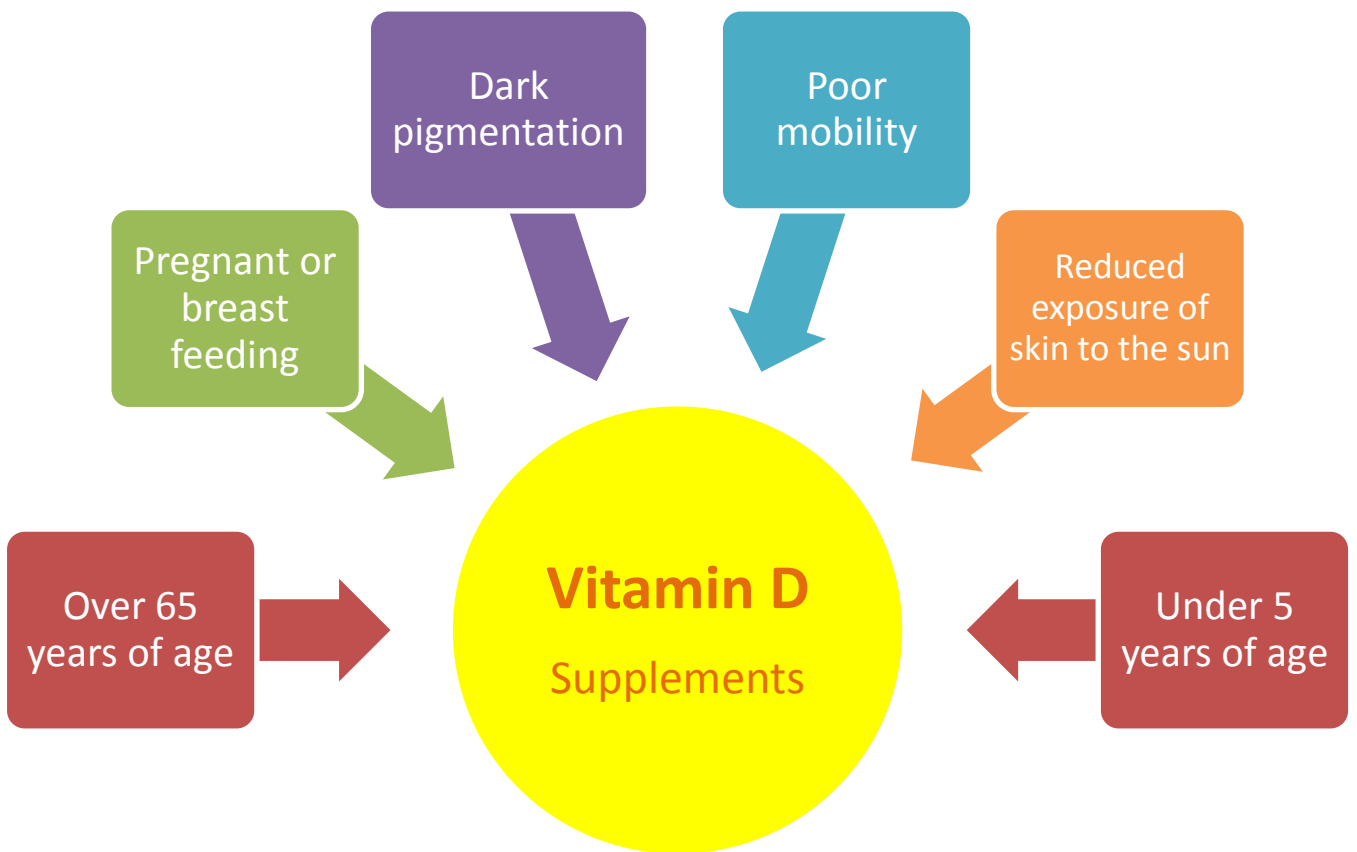 Dark
pigmentation
Poor
mobility
Pregnant or
breast
feeding
Reduced
exposure of
skin to the sun
Over 65
years of age
Vitamin D
Supplements
Under 5
years of age